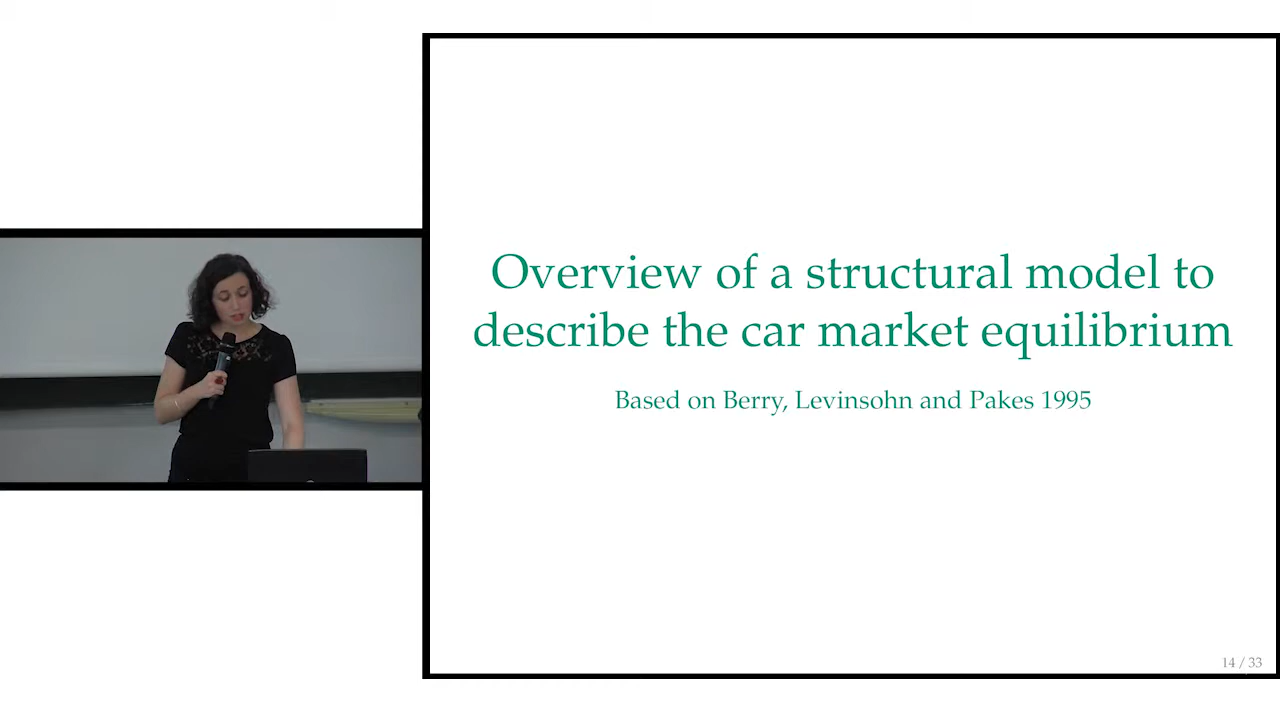 Overview of a structural model to
describe the car market equilibrium
Based on Berry, Levinsohn and Pakes 1995
14 / 33